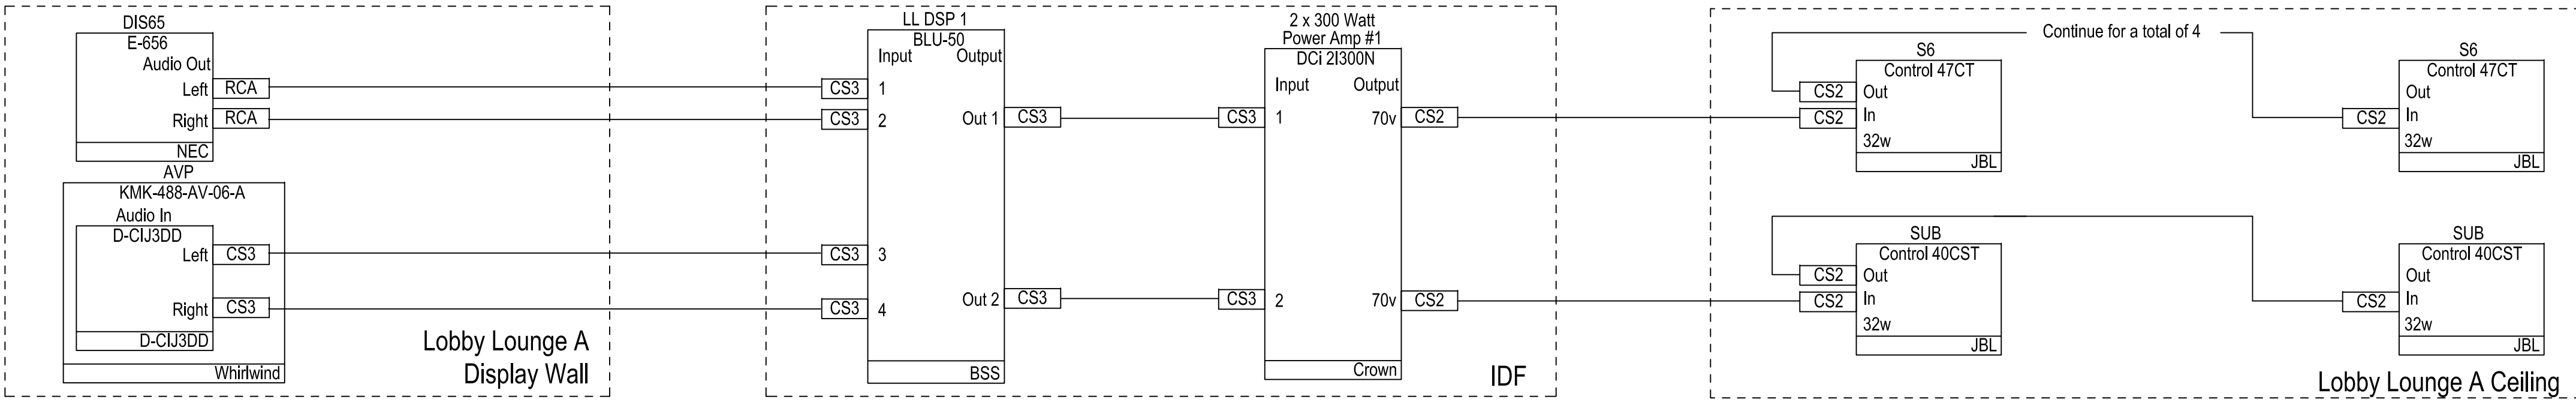 DIS65
E-656
Audio Out
Left
RCA
Right
RCA
NEC
AVP
KMK-488-AV-06-A
Audio In
D-CIJ3DD
Left
CS3
Right
CS3
D-CIJ3DD
Whirlwind
Lobby Lounge A
Display Wall
LL DSP 1
BLU-50
Input
Output
CS3
1
CS3
2
Out 1
CS3
CS3
3
Out 2
CS3
CS3
4
BSS
2 x 300 Watt
Power Amp #1
DCi 2I300N
Input
Output
CS3
1
70v
CS2
CS3
2
70v
CS2
Crown
IDF
Continue for a total of 4
S6
Control 47CT
CS2
Out
CS2
In
32w
JBL
S6
Control 47CT
Out
CS2
In
32w
JBL
SUB
Control 40CST
CS2
Out
CS2
In
32w
JBL
SUB
Control 40CST
Out
CS2
In
32w
JBL
Lobby Lounge A Ceiling